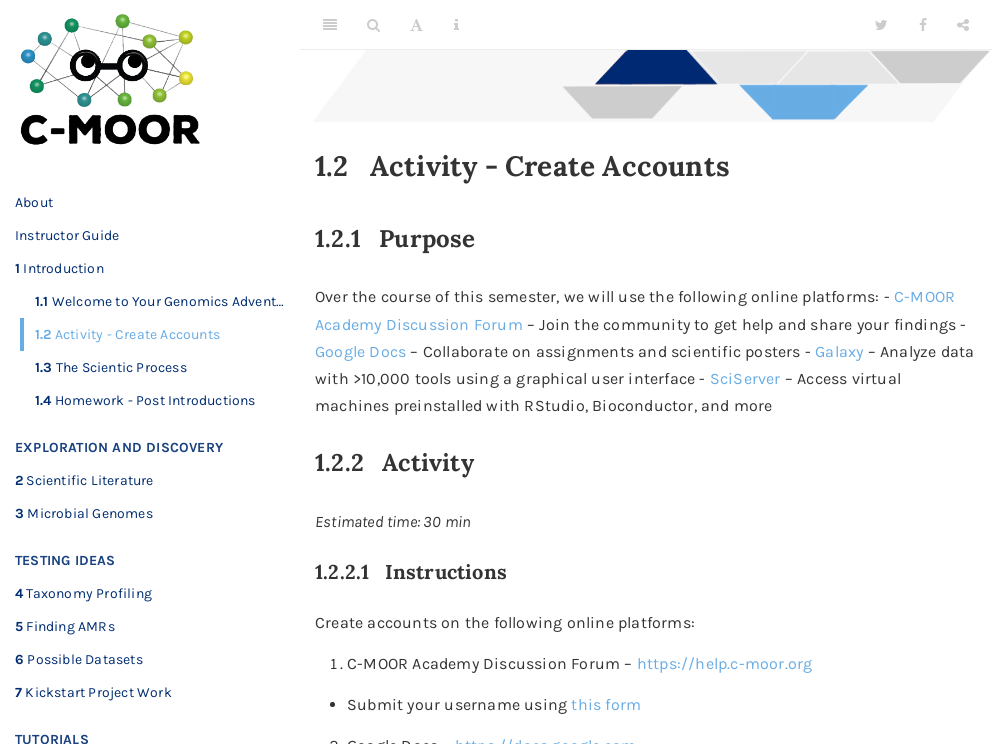 C-MOOR
About
Instructor Guide
1 Introduction
1.1 Welcome to Your Genomics Advent…
1.2 Activity - Create Accounts
1.3 The Scientic Process
1.4 Homework - Post Introductions
EXPLORATION AND DISCOVERY
2 Scientific Literature
3 Microbial Genomes
TESTING IDEAS
4 Taxonomy Profiling
5 Finding AMRs
6 Possible Datasets
7 Kickstart Project Work
TUTORIALS
1.2 Activity - Create Accounts
1.2.1 Purpose
Over the course of this semester, we will use the following online platforms: - C-MOOR
Academy Discussion Forum – Join the community to get help and share your findings -
Google Docs – Collaborate on assignments and scientific posters - Galaxy – Analyze data
with >10,000 tools using a graphical user interface - SciServer – Access virtual
machines preinstalled with RStudio, Bioconductor, and more
1.2.2 Activity
Estimated time: 30 min
1.2.2.1 Instructions
Create accounts on the following online platforms:
1. C-MOOR Academy Discussion Forum – https://help.c-moor.org
• Submit your username using this form
2. Google Docs – https://docs.google.com